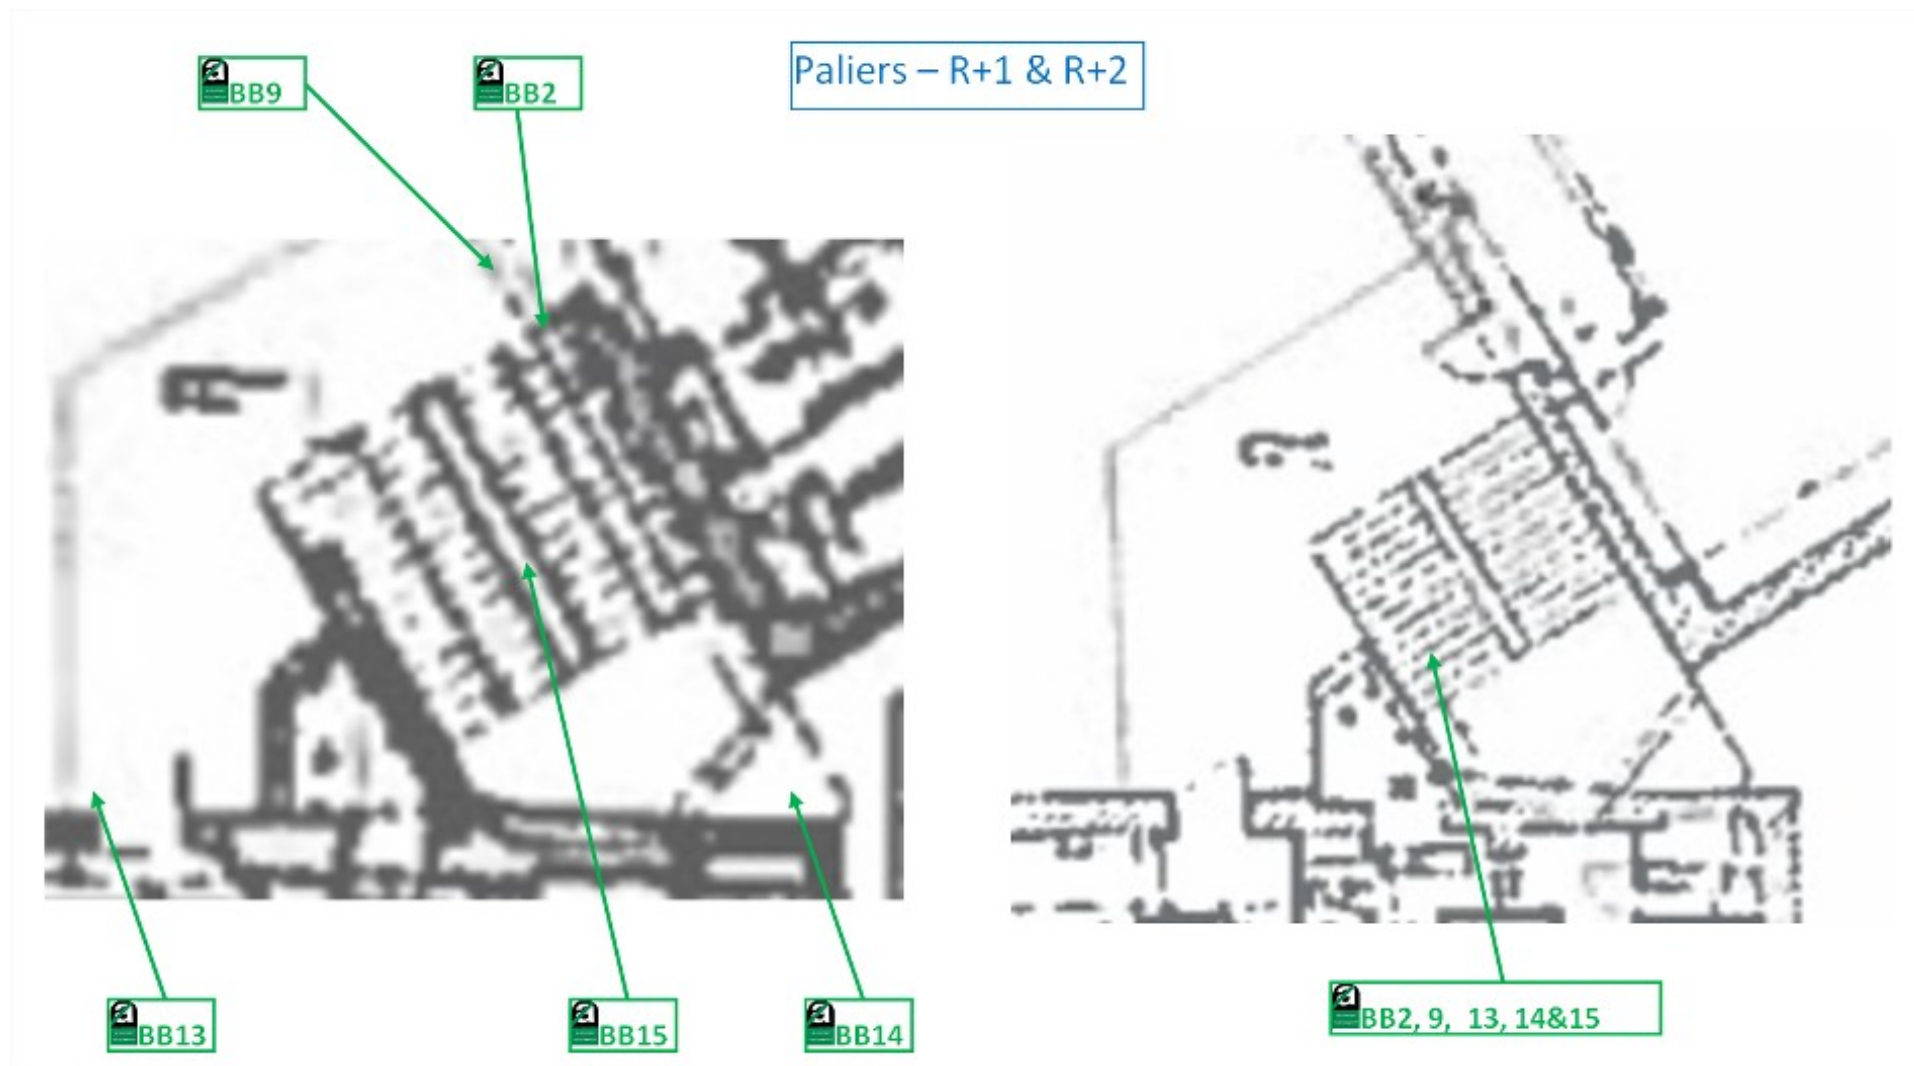 BB9
BB2
Paliers – R+1 & R+2
BB13
BB15
BB14
BB2, 9, 13, 14&15